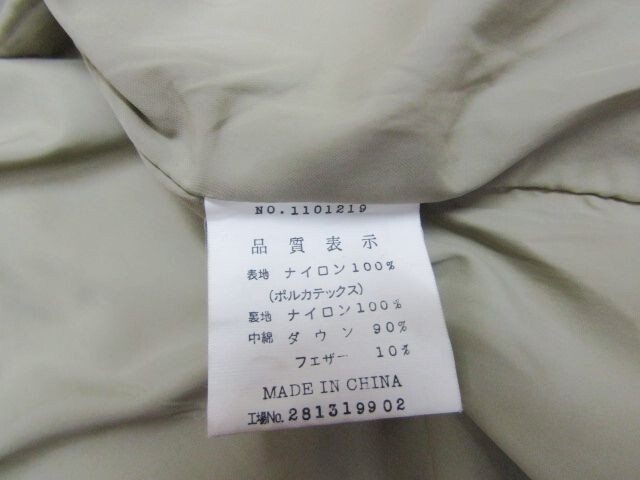 NO.1101219
品質表示
表地 ナイロン100%
(ポルカテックス)
裏地 ナイロン100%
中綿 ダウン 90%
フェザー 10%
MADE IN CHINA
工場No.281319902